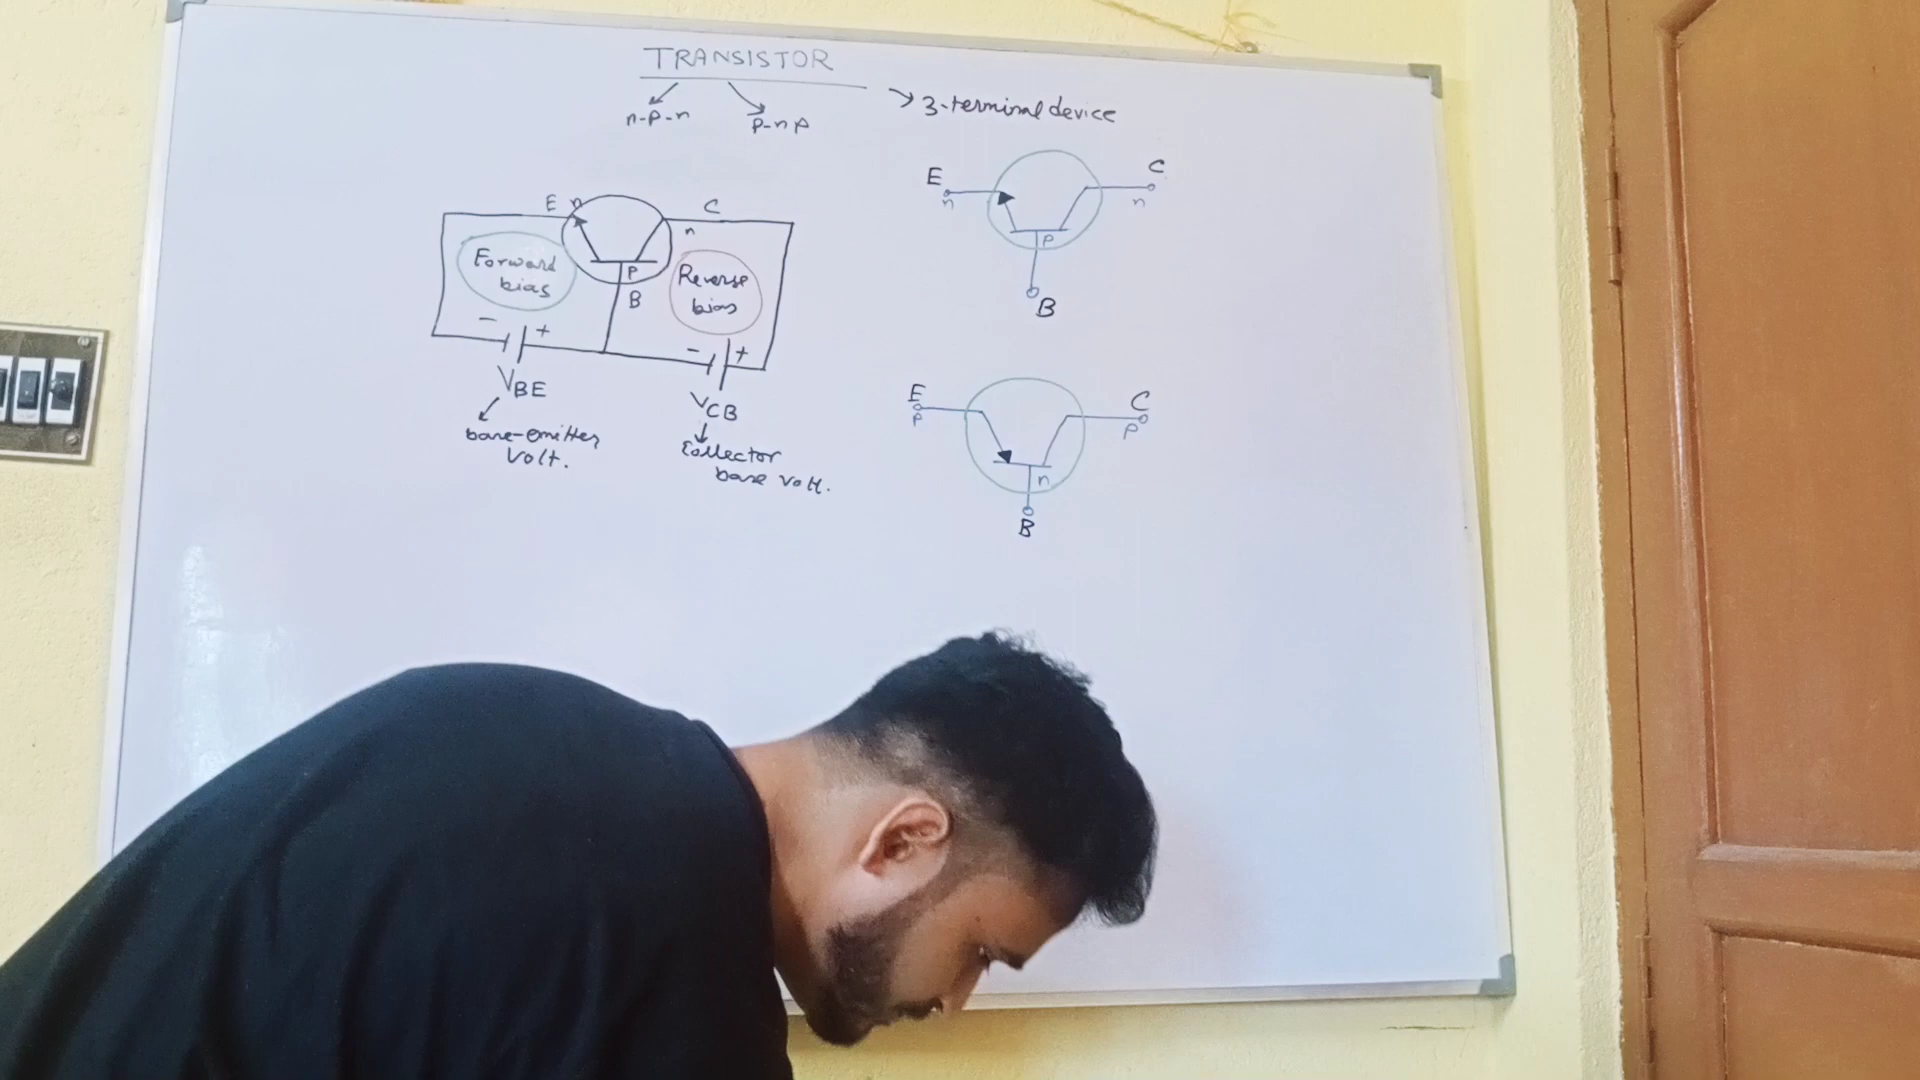 TRANSISTOR
n-p-n
p-n p
3-terminal device
E n
C
n
Forward
bias
P
B
Reverse
bias
- +
- +
VBE
VCB
base-emitter
Volt.
Collector
base volt.
E
n
C
n
P
B
E
P
C
P
n
B